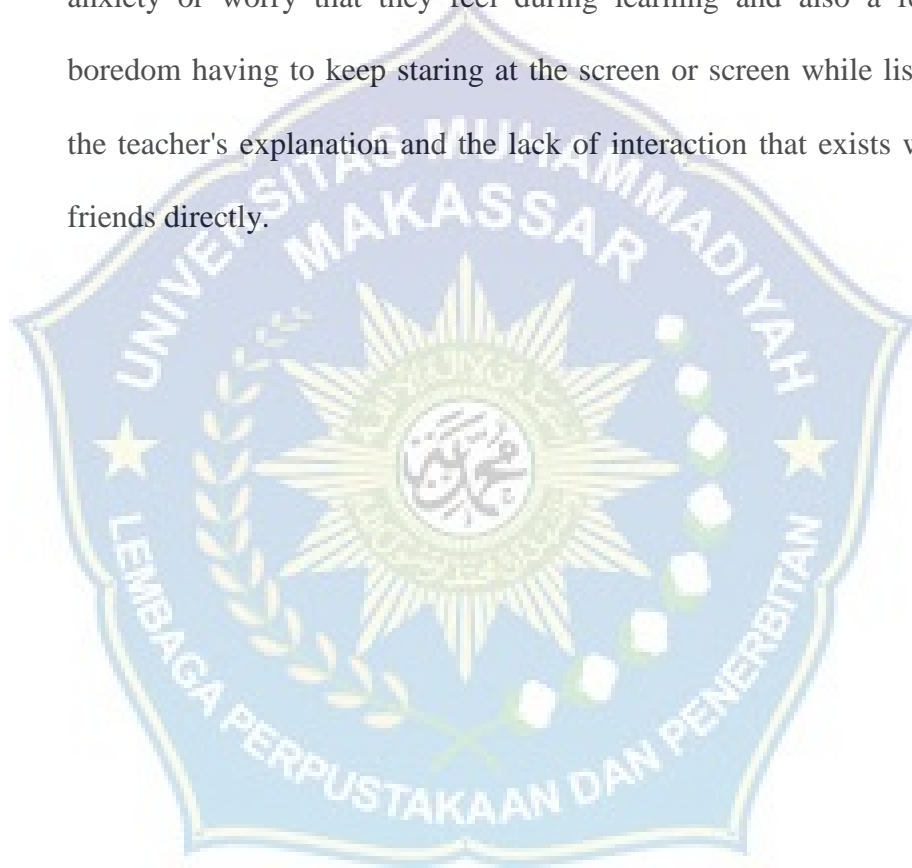 anxiety or worry that they feel during learning and also a
boredom having to keep staring at the screen or screen while
the teacher's explanation and the lack of interaction that exists
friends directly.
UNIVERSITAS MUHAMMADIYAH
MAKASSAR
LEMBAGA PERPUSTAKAAN DAN PENERBITAN